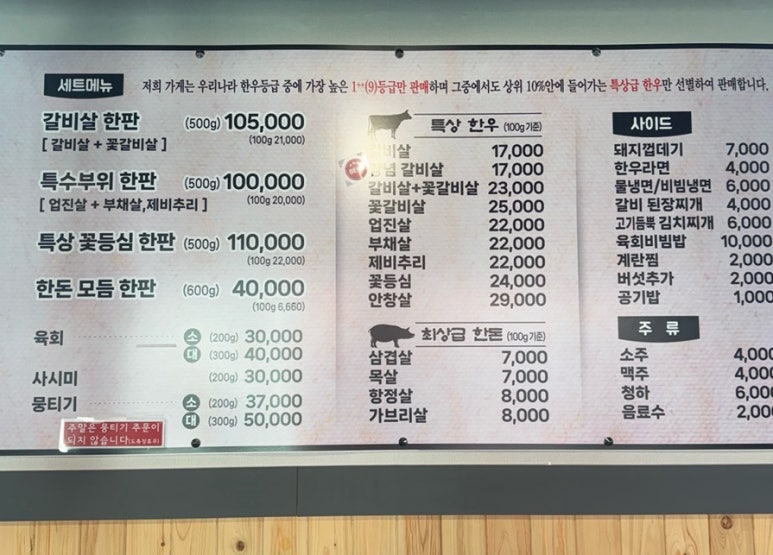 세트메뉴
저희 가게는 우리나라 한우등급 중에 가장 높은 1++(9)등급만 판매하며 그중에서도 상위 10%안에 들어가는 특상급 한우만 선별하여 판매합니다.
갈비살 한판 (500g) 105,000
[ 갈비살 + 꽃갈비살 ] (100g 21,000)
특수부위 한판 (500g) 100,000
[ 업진살 + 부채살,제비추리 ] (100g 20,000)
특상 꽃등심 한판 (500g) 110,000
(100g 22,000)
한돈 모듬 한판 (600g) 40,000
(100g 6,660)
육회 소 (200g) 30,000
대 (300g) 40,000
사시미 (200g) 30,000
뭉티기 소 (200g) 37,000
대 (300g) 50,000
주말은 뭉티기 주문이
되지 않습니다
특상 한우 (100g 기준)
갈비살 17,000
양념 갈비살 17,000
갈비살+꽃갈비살 23,000
꽃갈비살 25,000
업진살 22,000
부채살 22,000
제비추리 22,000
꽃등심 24,000
안창살 29,000
최상급 한돈 (100g 기준)
삼겹살 7,000
목살 7,000
항정살 8,000
가브리살 8,000
사이드
돼지껍데기 7,000
한우라면 4,000
물냉면/비빔냉면 6,000
갈비 된장찌개 4,000
고기듬뿍 김치찌개 6,000
육회비빔밥 10,000
계란찜 2,000
버섯추가 2,000
공기밥 1,000
주 류
소주 4,000
맥주 4,000
청하 6,000
음료수 2,000